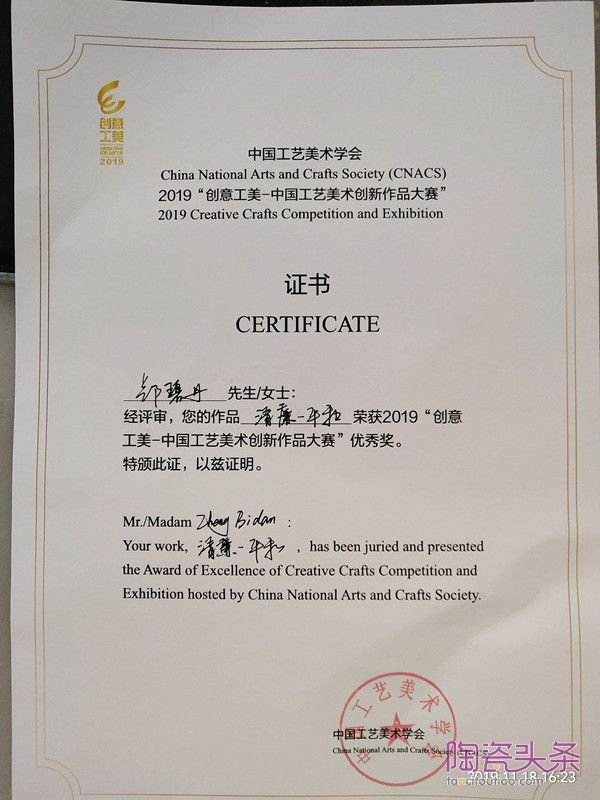 创意
工美
CREATIVE
CRAFTS
2019
中国工艺美术学会
China National Arts and Crafts Society (CNACS)
2019“创意工美-中国工艺美术创新作品大赛”
2019 Creative Crafts Competition and Exhibition
证书
CERTIFICATE
郑碧丹 先生/女士：
经评审，您的作品 清廉-平和 荣获2019“创意
工美-中国工艺美术创新作品大赛”优秀奖。
特颁此证，以兹证明。
Mr./Madam Zheng Bidan :
Your work, 清廉-平和 , has been juried and presented
the Award of Excellence of Creative Crafts Competition and
Exhibition hosted by China National Arts and Crafts Society.
中国工艺美术学会
中国工艺美术学会
China National Arts and Crafts Society
陶瓷头条
2019.11.18 16:23